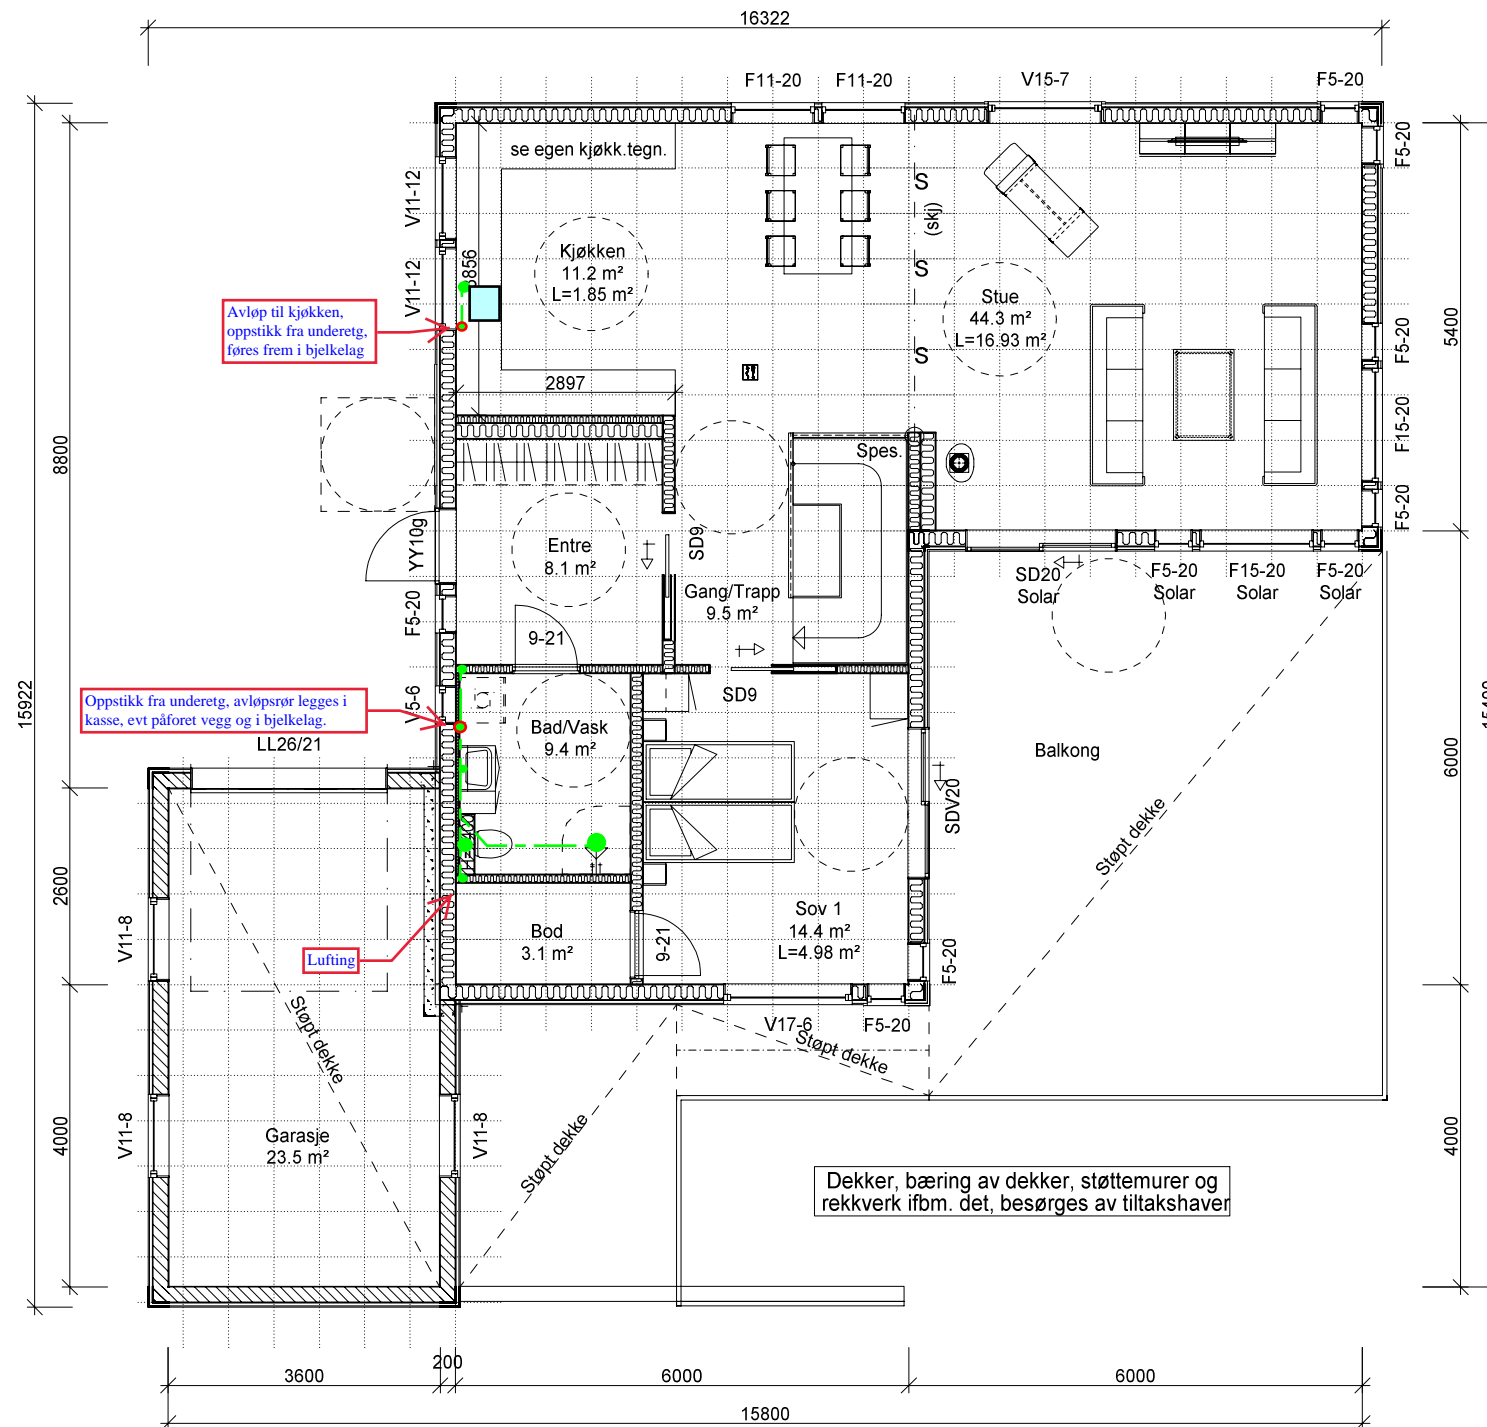 16322
F11-20
F11-20
V15-7
F5-20
se egen kjøkk.tegn.
F5-20
V11-12
S
(skj)
Kjøkken
11.2 m²
L=1.85 m²
V11-12
S
Stue
44.3 m²
L=16.93 m²
Avløp til kjøkken,
oppstikk fra underetg,
føres frem i bjelkelag
S
F5-20
5400
2897
F15-20
8800
Spes.
F5-20
YY10g
Entre
8.1 m²
SD9
Gang/Trapp
9.5 m²
SD20
Solar
F5-20
Solar
F15-20
Solar
F5-20
Solar
F5-20
9-21
15922
Oppstikk fra underetg, avløpsrør legges i
kasse, evt påforet vegg og i bjelkelag.
SD9
LL26/21
Bad/Vask
9.4 m²
Balkong
6000
SDV20
Støpt dekke
2600
V11-8
Bod
3.1 m²
9-21
Sov 1
14.4 m²
L=4.98 m²
F5-20
Lufting
Støpt dekke
V17-6
F5-20
Støpt dekke
4000
V11-8
Garasje
23.5 m²
V11-8
Støpt dekke
4000
Dekker, bæring av dekker, støttemurer og
rekkverk ifbm. det, besørges av tiltakshaver
3600
200
6000
6000
15800